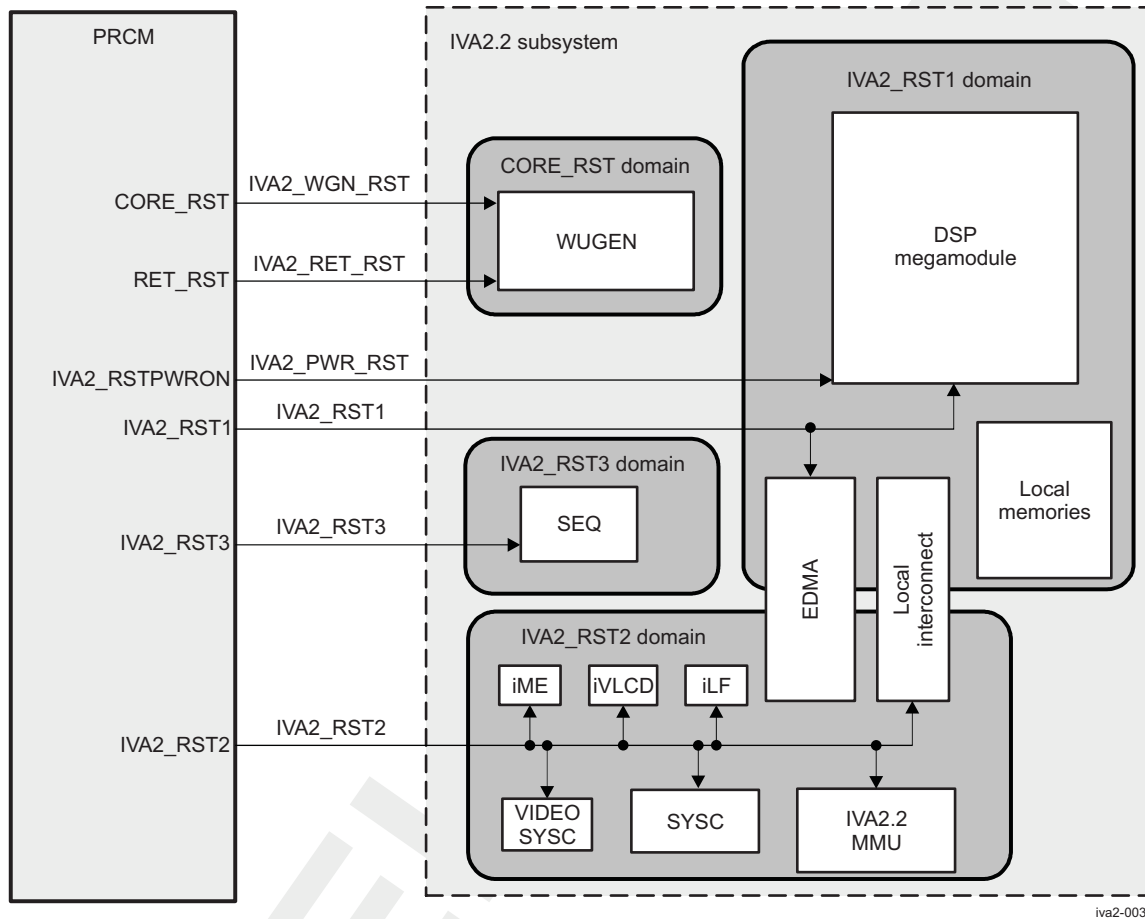 PRCM
IVA2.2 subsystem
IVA2_RST1 domain
CORE_RST domain
CORE_RST
IVA2_WGN_RST
WUGEN
DSP
megamodule
RET_RST
IVA2_RET_RST
IVA2_RSTPWRON
IVA2_PWR_RST
IVA2_RST1
IVA2_RST1
IVA2_RST3 domain
Local
memories
SEQ
IVA2_RST3
IVA2_RST3
EDMA
Local
interconnect
IVA2_RST2 domain
iME
iVLCD
iLF
IVA2_RST2
IVA2_RST2
VIDEO
SYSC
SYSC
IVA2.2
MMU
iva2-003